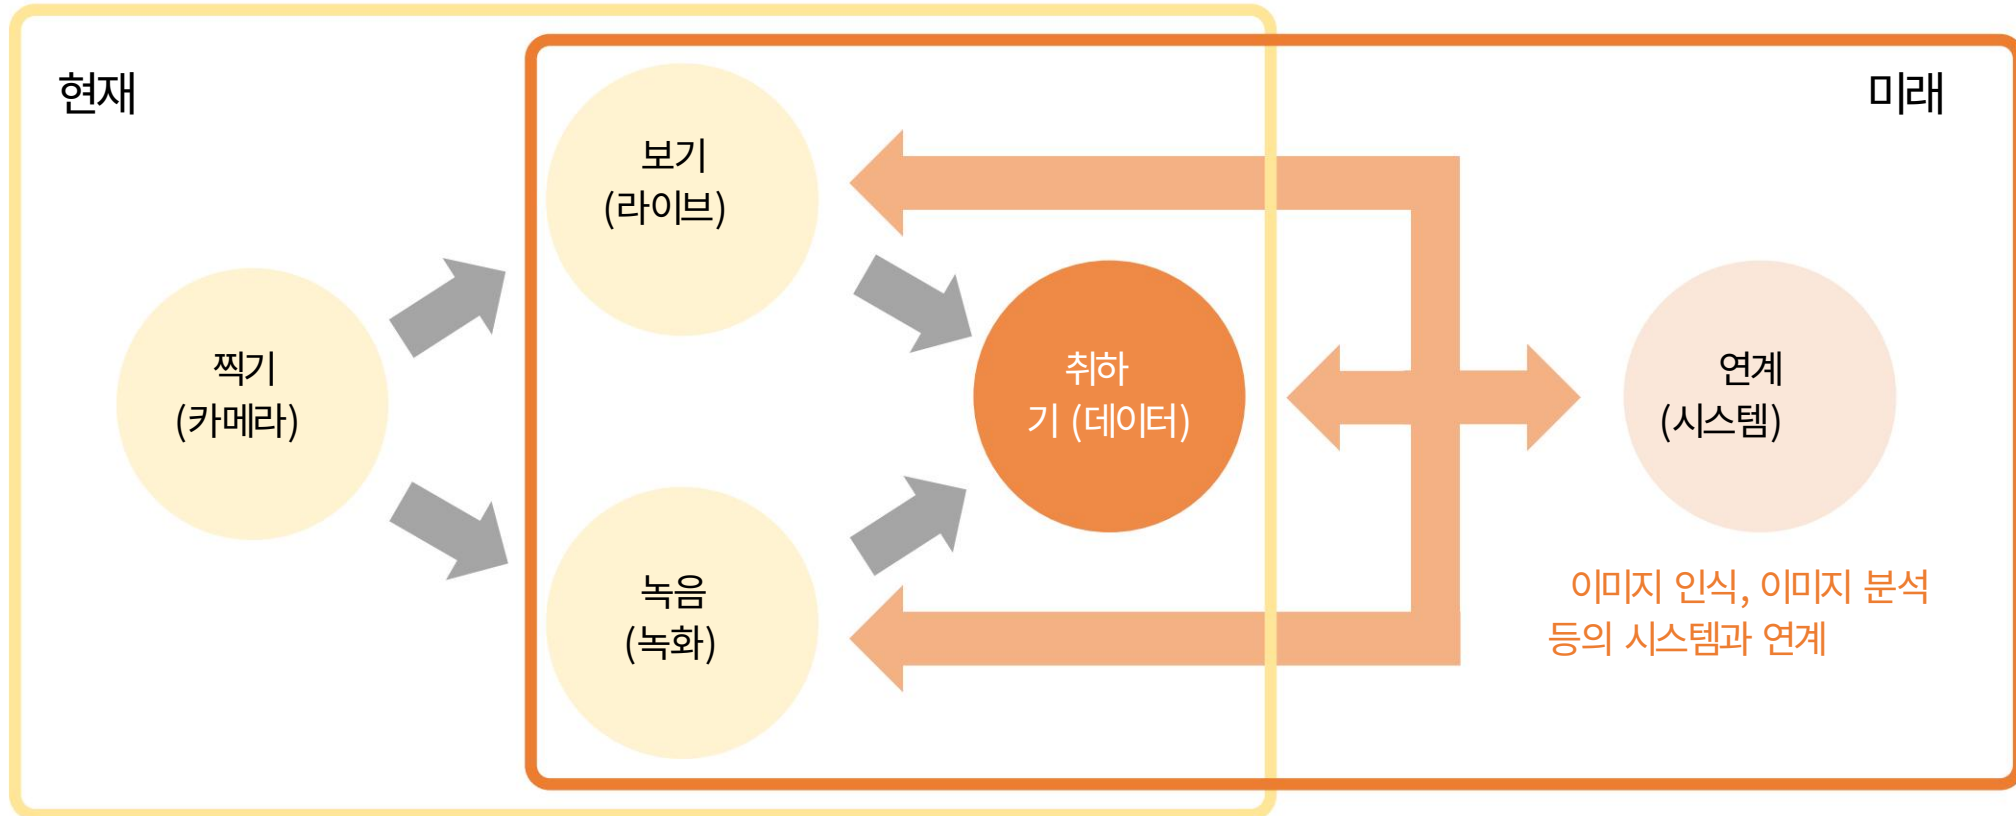 현재
미래
보기
(라이브)
찍기
(카메라)
취하
기 (데이터)
연계
(시스템)
녹음
(녹화)
이미지 인식, 이미지 분석
등의 시스템과 연계